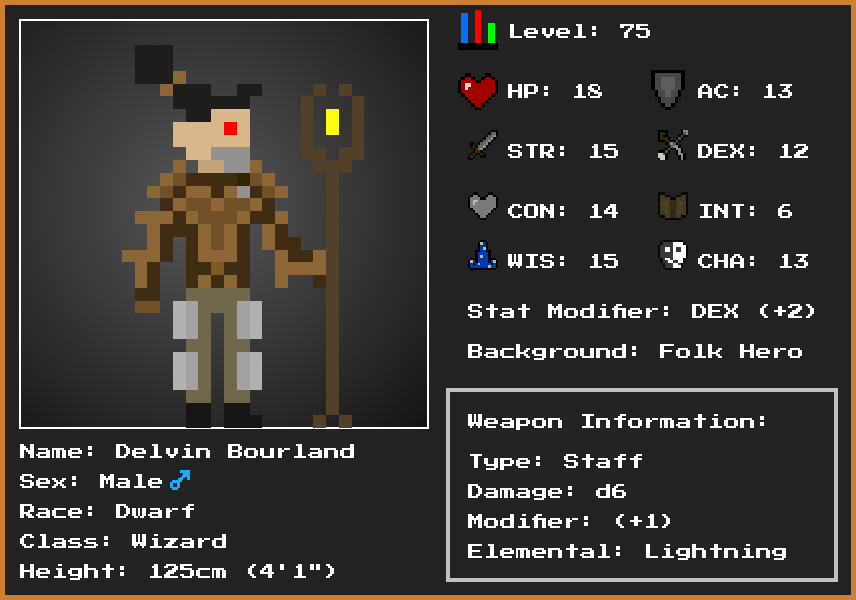 Level: 75
HP: 18
AC: 13
STR: 15
DEX: 12
CON: 14
INT: 6
WIS: 15
CHA: 13
Stat Modifier: DEX (+2)
Background: Folk Hero
Weapon Information:
Type: Staff
Damage: d6
Modifier: (+1)
Elemental: Lightning
Name: Delvin Bourland
Sex: Male♂
Race: Dwarf
Class: Wizard
Height: 125cm (4'1")